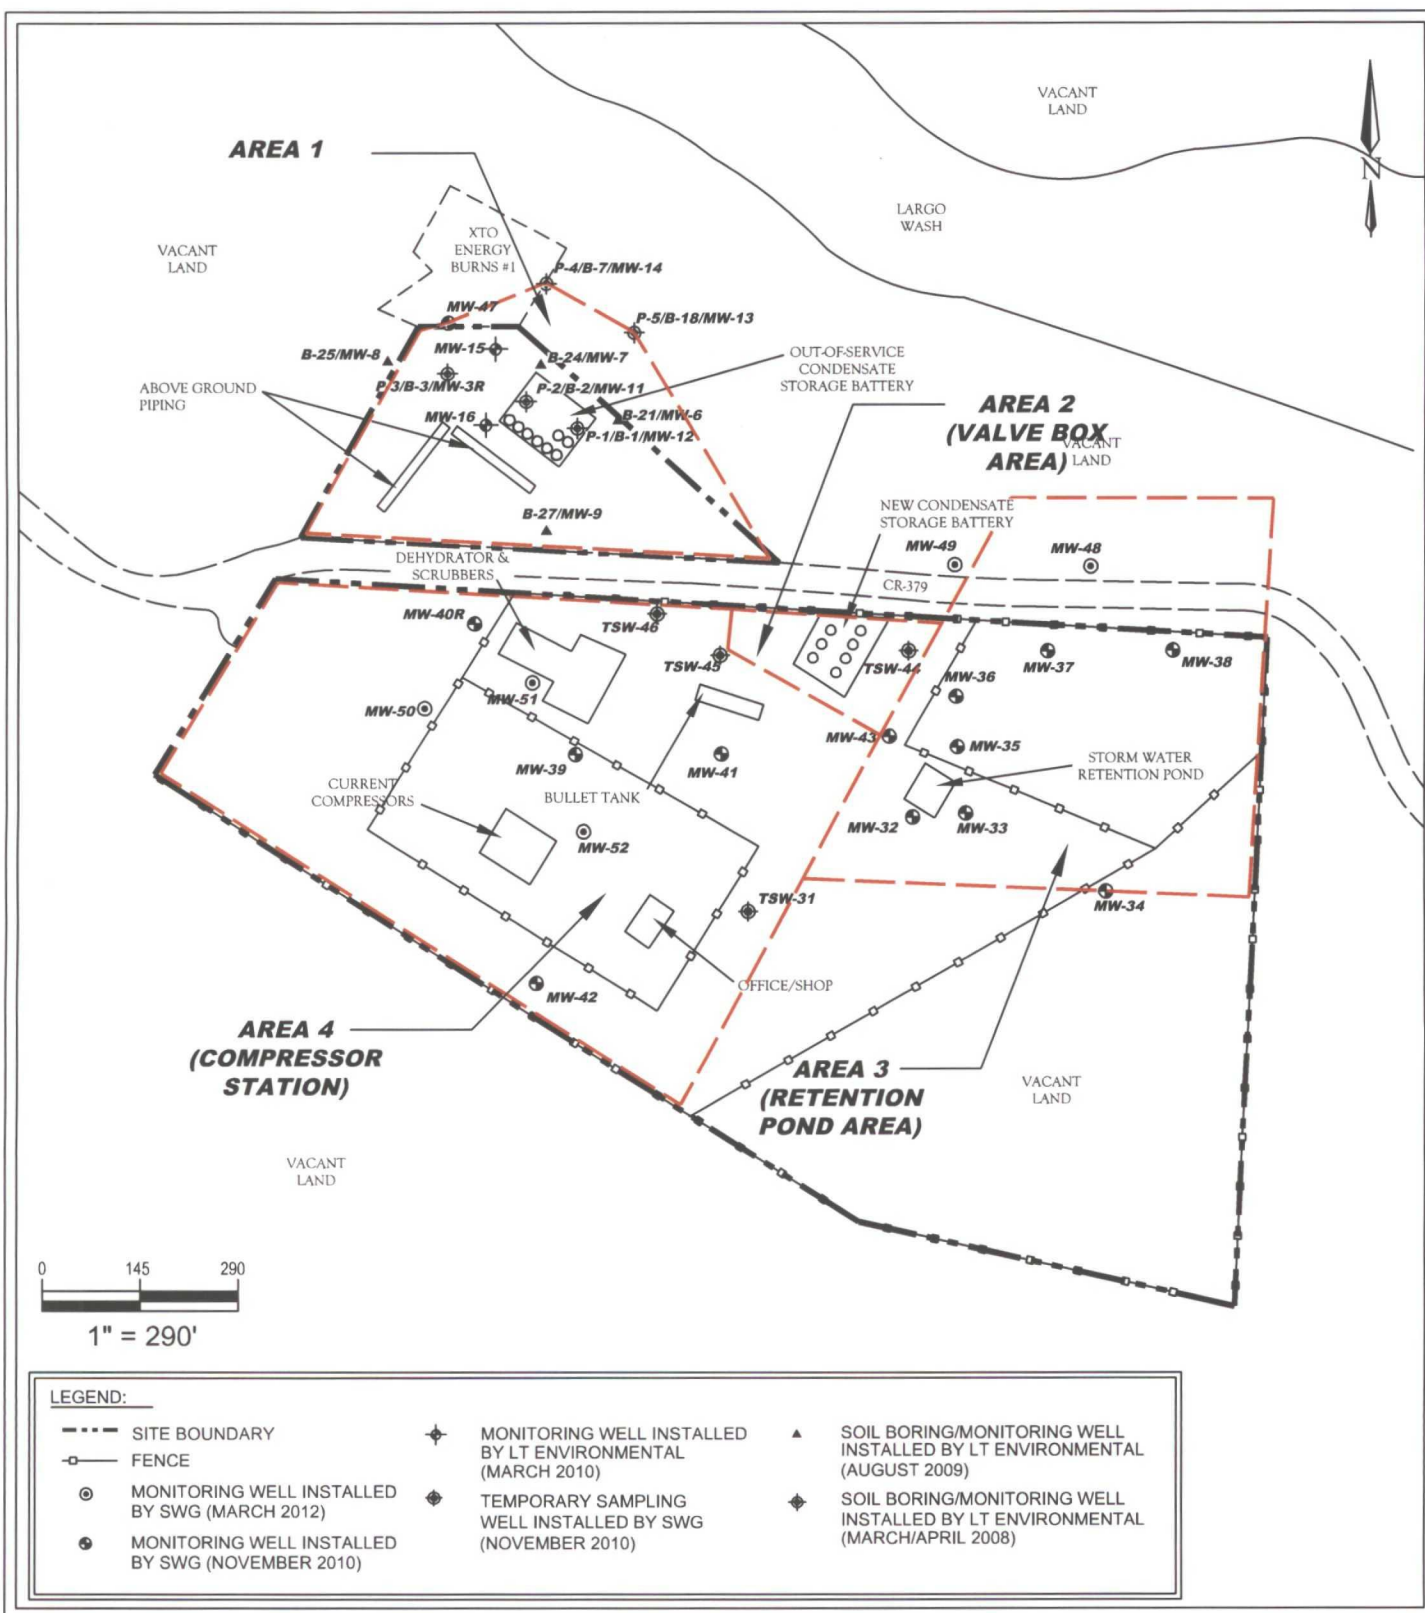 VACANT
LAND
AREA 1
N
LARGO
WASH
XTO
ENERGY
BURNS #1
VACANT
LAND
P-4/B-7/MW-14
MW-47
P-5/B-18/MW-13
MW-15
B-25/MW-8
B-24/MW-7
OUT-OF-SERVICE
CONDENSATE
STORAGE BATTERY
P-3/B-3/MW-3R
ABOVE GROUND
PIPING
P-2/B-2/MW-11
MW-16
B-21/MW-6
P-1/B-1/MW-12
AREA 2
(VALVE BOX
AREA)
VACANT
LAND
B-27/MW-9
NEW CONDENSATE
STORAGE BATTERY
DEHYDRATOR &
SCRUBBERS
MW-49
MW-48
CR-379
MW-40R
TSW-46
TSW-45
TSW-44
MW-37
MW-38
MW-36
MW-51
MW-50
MW-43
MW-35
MW-39
MW-41
STORM WATER
RETENTION POND
CURRENT
COMPRESSORS
BULLET TANK
MW-32
MW-33
MW-52
TSW-31
MW-34
OFFICE/SHOP
MW-42
AREA 4
(COMPRESSOR
STATION)
AREA 3
(RETENTION
POND AREA)
VACANT
LAND
VACANT
LAND
0 145 290
1" = 290'
LEGEND:
SITE BOUNDARY
FENCE
MONITORING WELL INSTALLED
BY SWG (MARCH 2012)
MONITORING WELL INSTALLED
BY SWG (NOVEMBER 2010)
MONITORING WELL INSTALLED
BY LT ENVIRONMENTAL
(MARCH 2010)
TEMPORARY SAMPLING
WELL INSTALLED BY SWG
(NOVEMBER 2010)
SOIL BORING/MONITORING WELL
INSTALLED BY LT ENVIRONMENTAL
(AUGUST 2009)
SOIL BORING/MONITORING WELL
INSTALLED BY LT ENVIRONMENTAL
(MARCH/APRIL 2008)